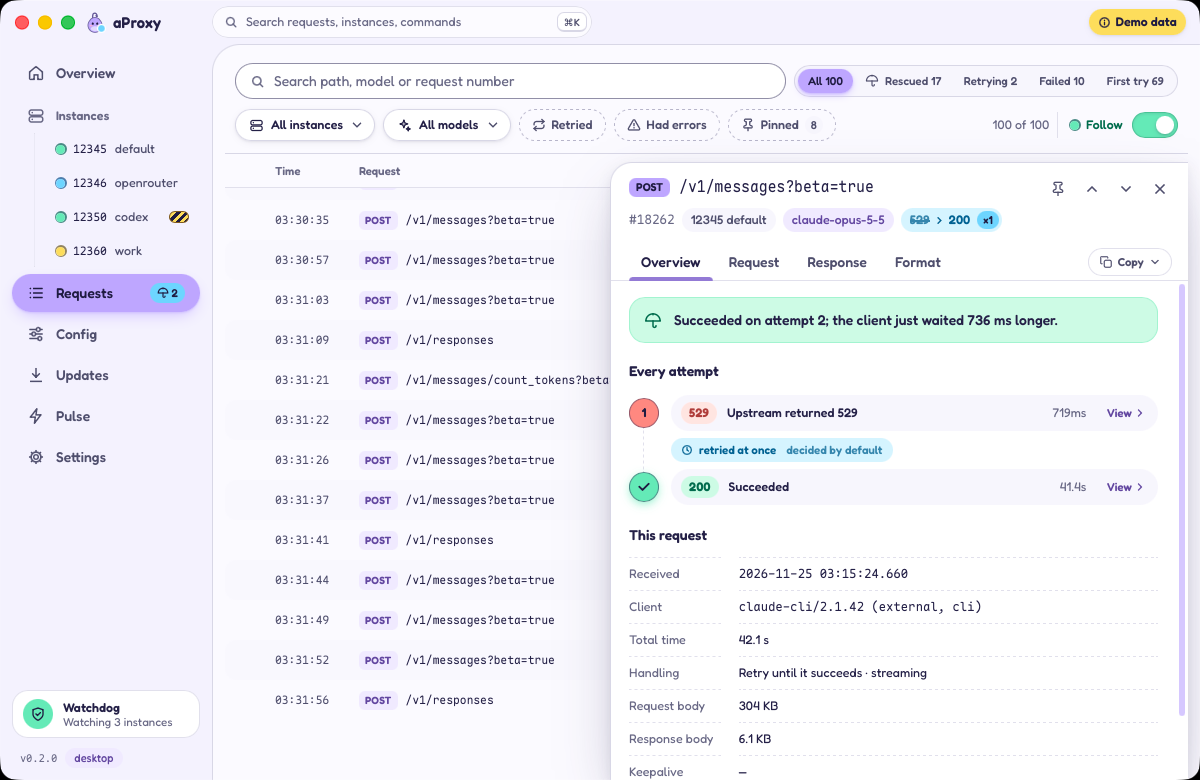 aProxy
Search requests, instances, commands
⌘K
Demo data
Overview
Instances
12345 default
12346 openrouter
12350 codex
12360 work
Requests
2
Config
Updates
Pulse
Settings
Watchdog
Watching 3 instances
v0.2.0 desktop
Search path, model or request number
All 100 Rescued 17 Retrying 2 Failed 10 First try 69
All instances All models Retried Had errors Pinned 8 100 of 100 Follow
Time Request
03:30:35 POST /v1/messages?beta=true
03:30:57 POST /v1/messages?beta=true
03:31:03 POST /v1/messages?beta=true
03:31:09 POST /v1/responses
03:31:21 POST /v1/messages/count_tokens?beta
03:31:22 POST /v1/messages?beta=true
03:31:26 POST /v1/messages?beta=true
03:31:37 POST /v1/messages?beta=true
03:31:41 POST /v1/responses
03:31:44 POST /v1/messages?beta=true
03:31:49 POST /v1/messages?beta=true
03:31:52 POST /v1/messages?beta=true
03:31:56 POST /v1/responses
POST /v1/messages?beta=true
#18262 12345 default claude-opus-5-5 529 > 200 ×1
Overview Request Response Format Copy
Succeeded on attempt 2; the client just waited 736 ms longer.
Every attempt
1 529 Upstream returned 529 719ms View >
retried at once decided by default
200 Succeeded 41.4s View >
This request
Received 2026-11-25 03:15:24.660
Client claude-cli/2.1.42 (external, cli)
Total time 42.1 s
Handling Retry until it succeeds · streaming
Request body 304 KB
Response body 6.1 KB
Keepalive —